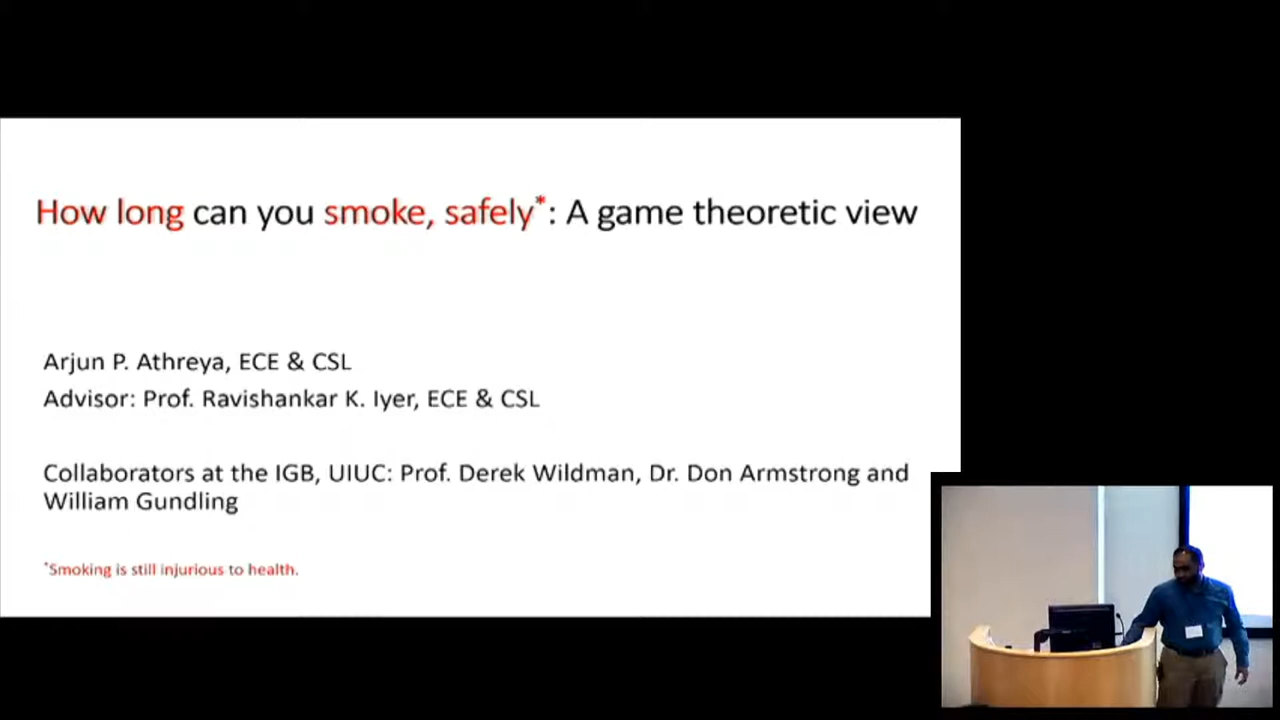 How long can you smoke, safely*: A game theoretic view
Arjun P. Athreya, ECE & CSL
Advisor: Prof. Ravishankar K. Iyer, ECE & CSL
Collaborators at the IGB, UIUC: Prof. Derek Wildman, Dr. Don Armstrong and
William Gundling
*Smoking is still injurious to health.